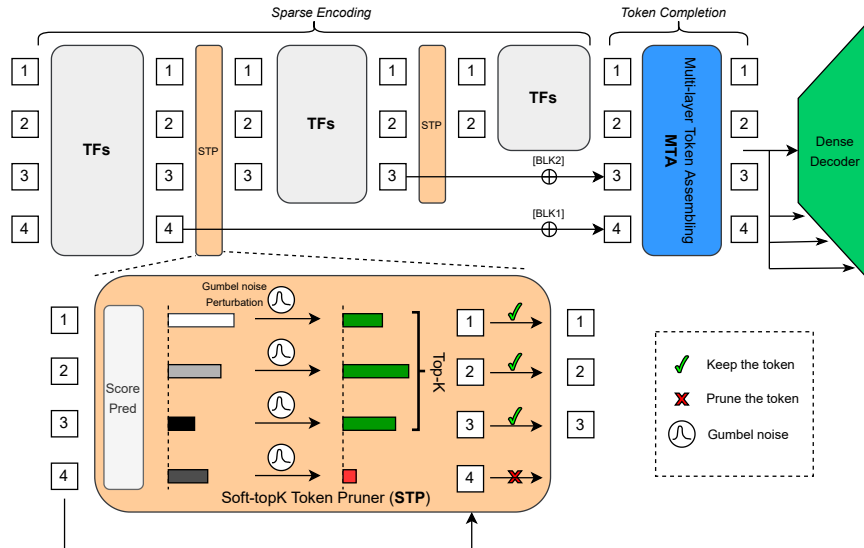 Sparse Encoding
Token Completion
1 1 1 1 1 1 1
2 2 2 2 2 2 2
3 3 3 3 3
4 4 4 4
TFs
STP
TFs
STP
TFs
[BLK2]
[BLK1]
Multi-layer Token Assembling
MTA
Dense
Decoder
Gumbel noise
Perturbation
1
2
3
4
Score
Pred
Top-K
1 1
2 2
3 3
4
Soft-topK Token Pruner (STP)
Keep the token
Prune the token
Gumbel noise